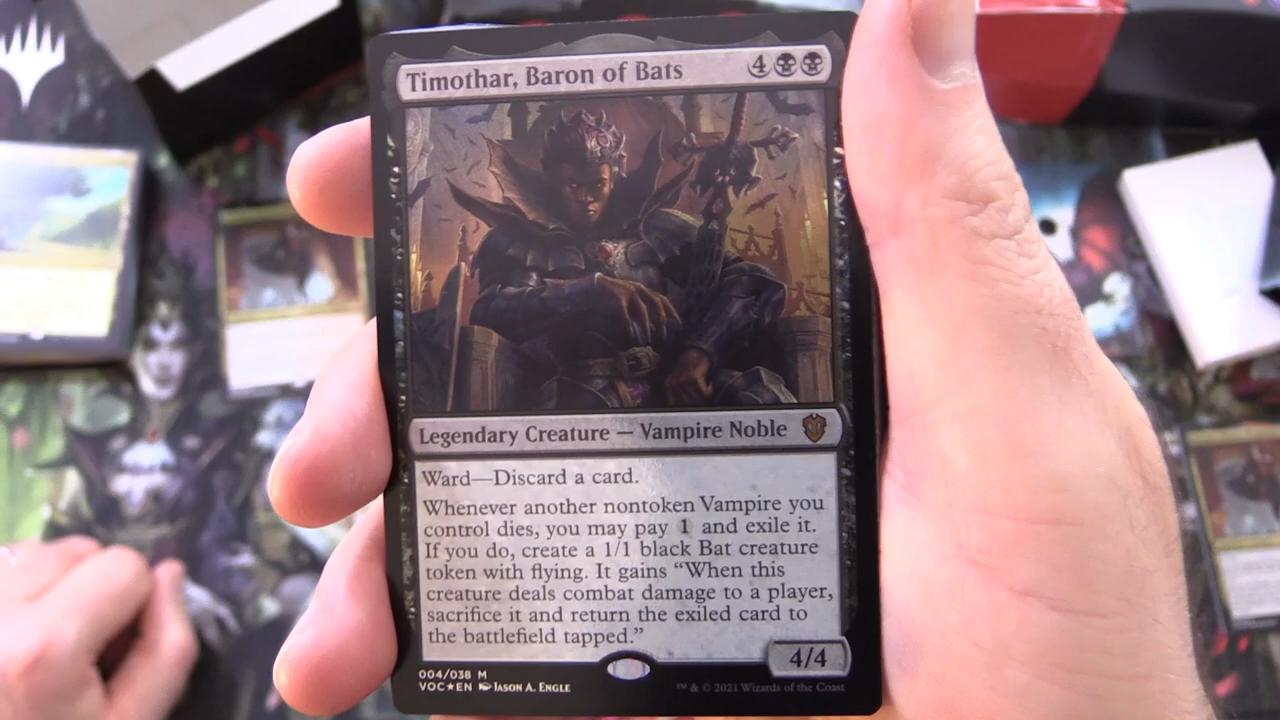 Timothar, Baron of Bats 4
Legendary Creature — Vampire Noble
Ward—Discard a card.
Whenever another nontoken Vampire you
control dies, you may pay 1 and exile it.
If you do, create a 1/1 black Bat creature
token with flying. It gains “When this
creature deals combat damage to a player,
sacrifice it and return the exiled card to
the battlefield tapped.”
4/4
004/038 M
VOC★EN Jason A. Engle
™ & © 2021 Wizards of the Coast